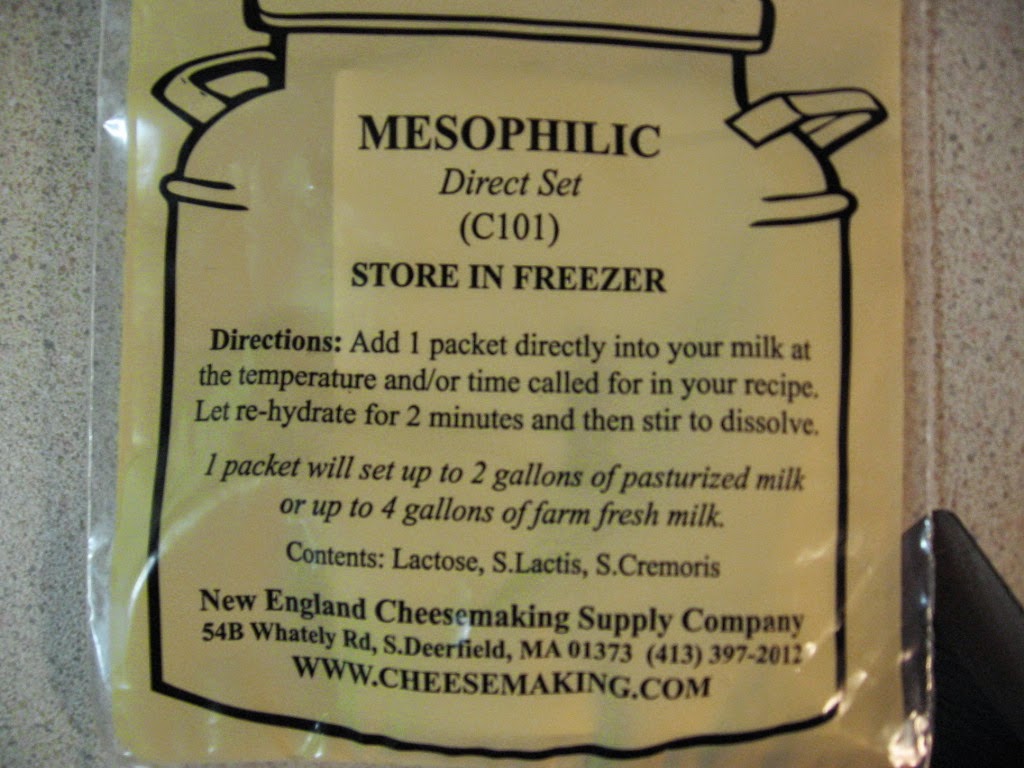 MESOPHILIC
Direct Set
(C101)
STORE IN FREEZER
Directions: Add 1 packet directly into your milk at
the temperature and/or time called for in your recipe.
Let re-hydrate for 2 minutes and then stir to dissolve.
1 packet will set up to 2 gallons of pasturized milk
or up to 4 gallons of farm fresh milk.
Contents: Lactose, S.Lactis, S.Cremoris
New England Cheesemaking Supply Company
54B Whately Rd, S.Deerfield, MA 01373 (413) 397-2012
WWW.CHEESEMAKING.COM